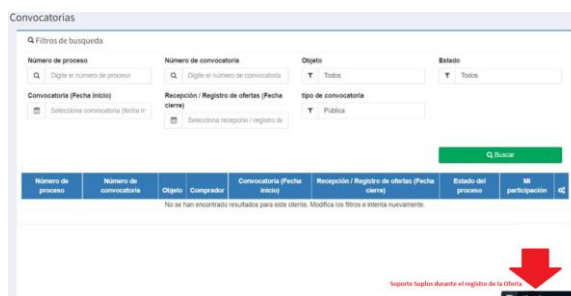 Convocatorias
Filtros de busqueda
Número de proceso Número de convocatoria Objeto Estado
Digite el número de proceso Digite el número de convocatoria Todos Todos
Convocatoria (Fecha inicio) Recepción / Registro de ofertas (Fecha cierre) tipo de convocatoria
Selecciona convocatoria (fecha in Selecciona recepción / registro de Pública
Buscar
Número de proceso Número de convocatoria Objeto Comprador Convocatoria (Fecha inicio) Recepción / Registro de ofertas (Fecha cierre) Estado del proceso Mi participación
No se han encontrado resultados para este cliente. Modifica los filtros e intenta nuevamente.
Soporte Suplos durante el registro de la Oferta